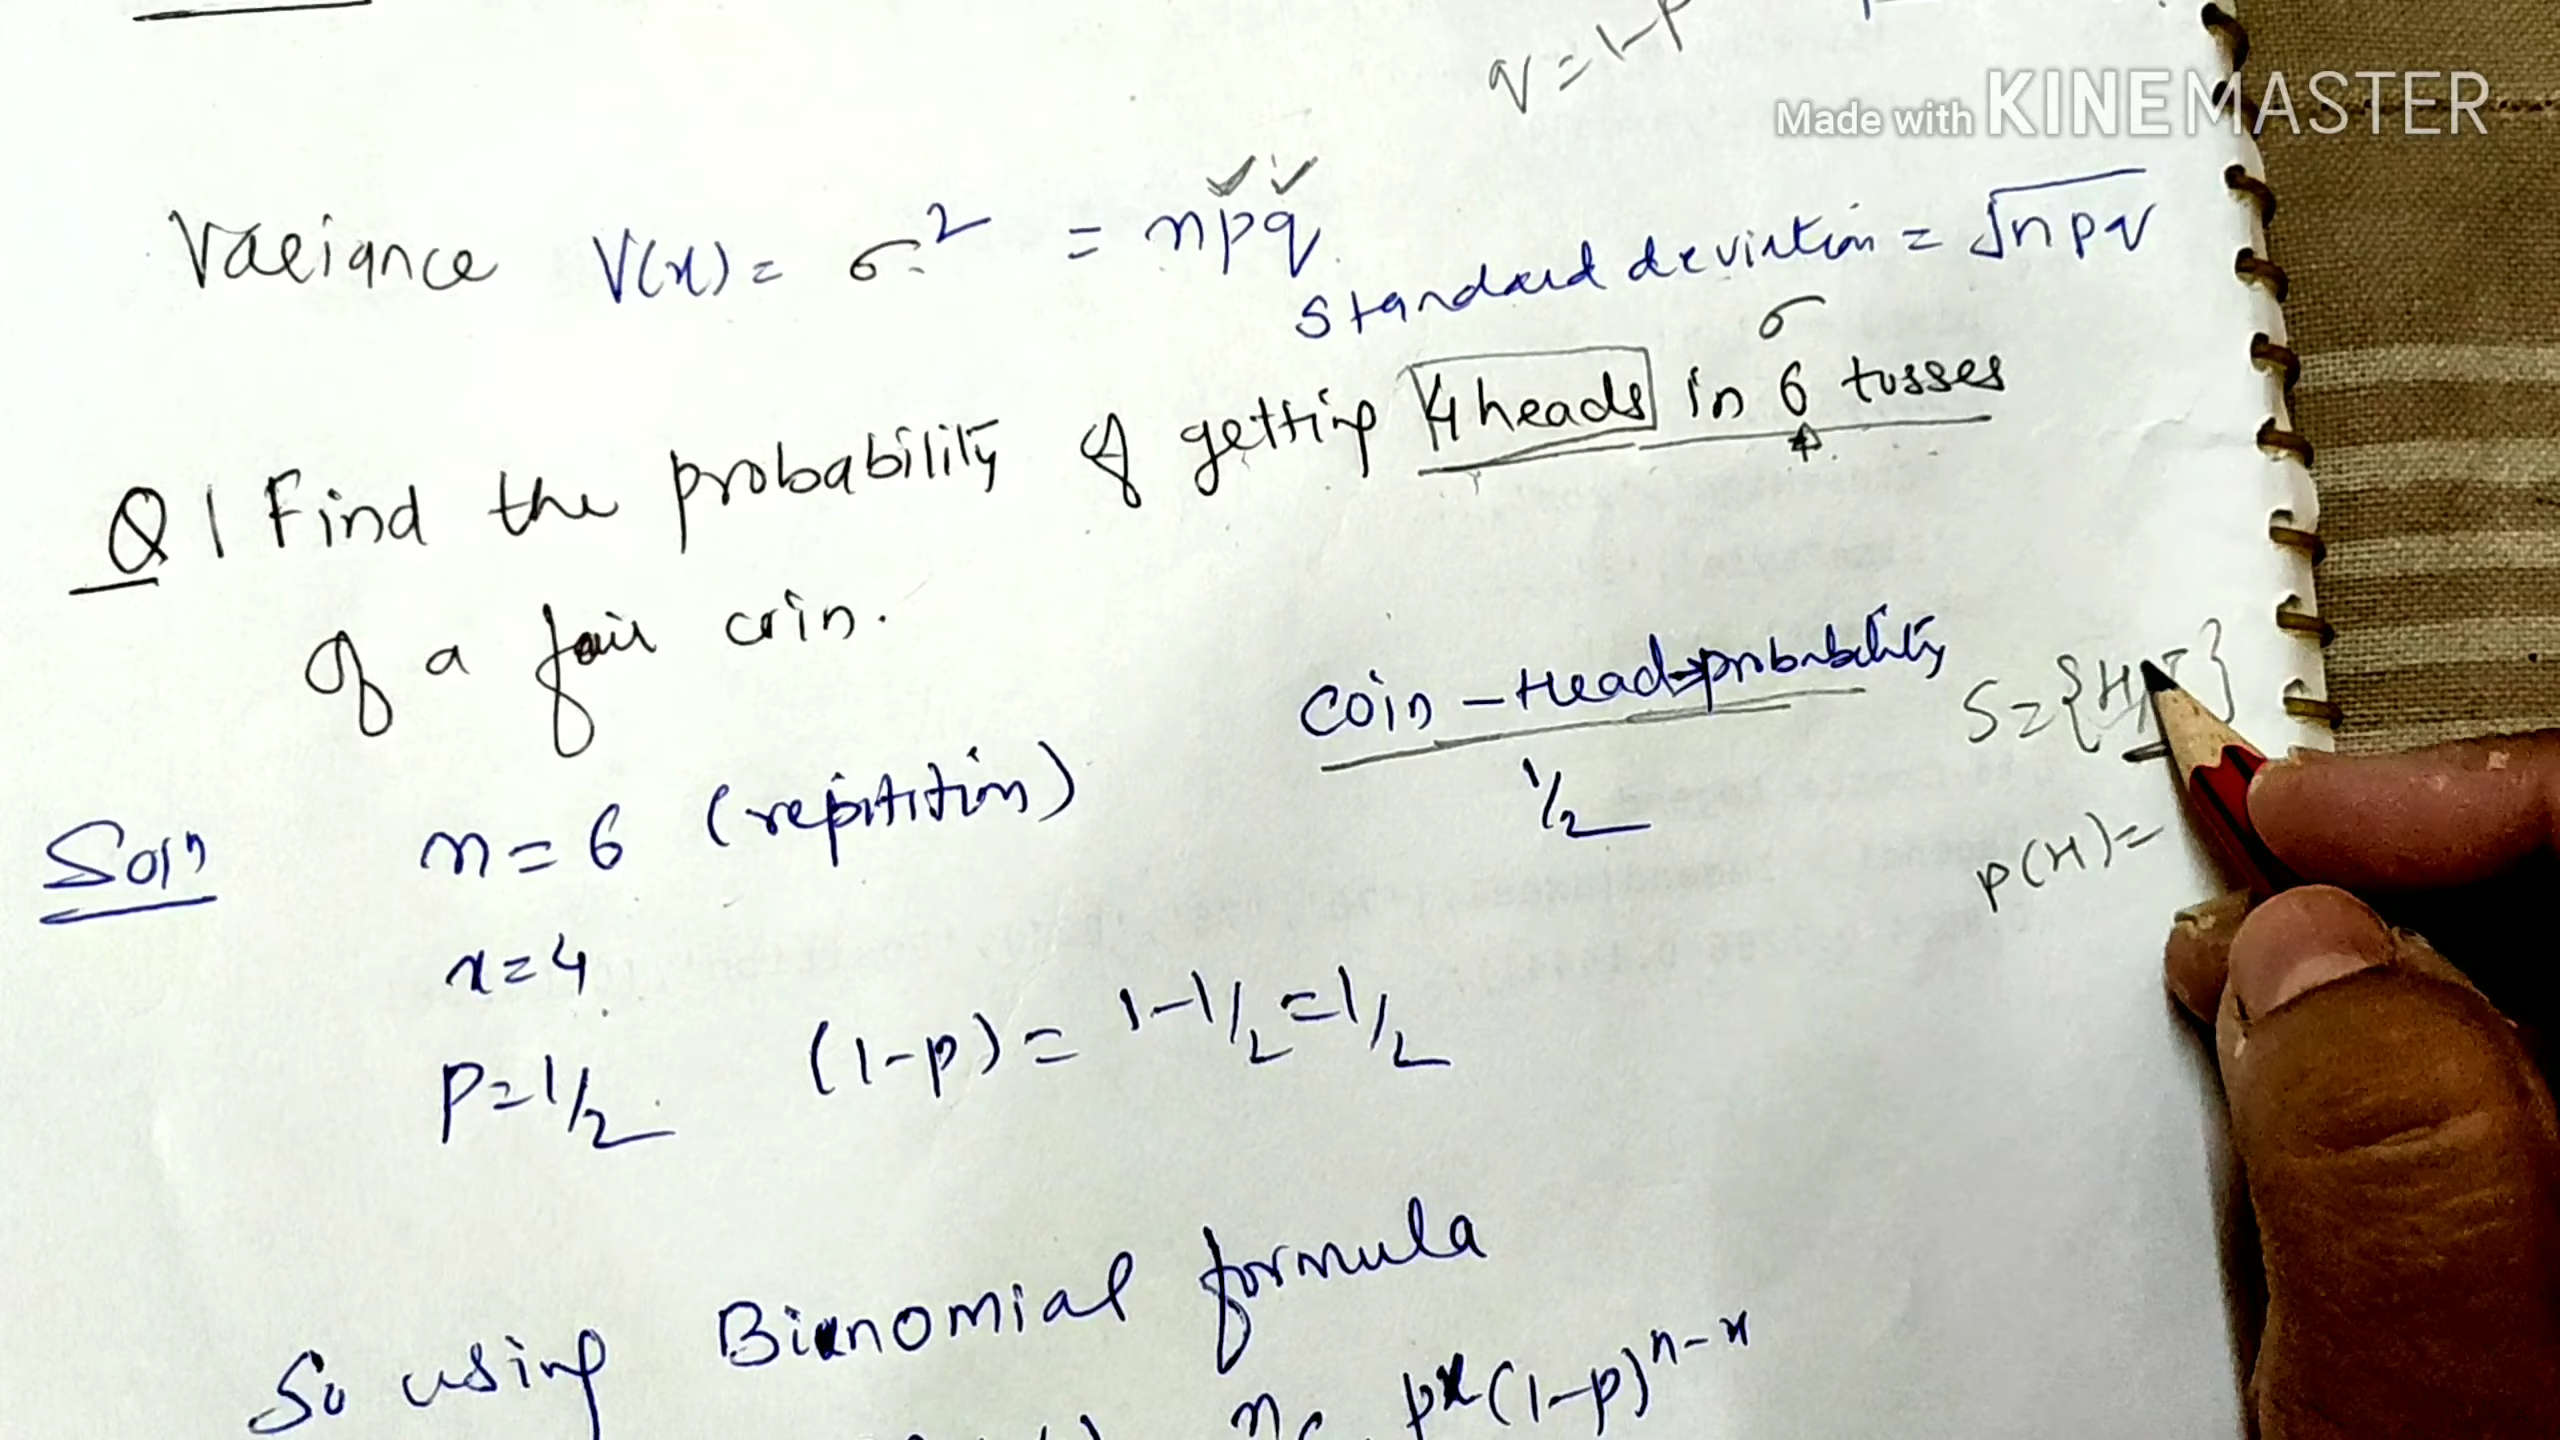 q = 1-p
Made with KINEMASTER
Variance V(x) = σ² = npq
Standard deviation = √npq
σ
Q1 Find the probability of getting 4 heads in 6 tosses
of a fair coin.
Coin - Head → probability
1/2
S = {H, T}
P(H) =
Soln n = 6 (repitition)
x = 4
P = 1/2 (1-p) = 1-1/2 = 1/2
So using Binomial formula
p^x (1-p)^n-x